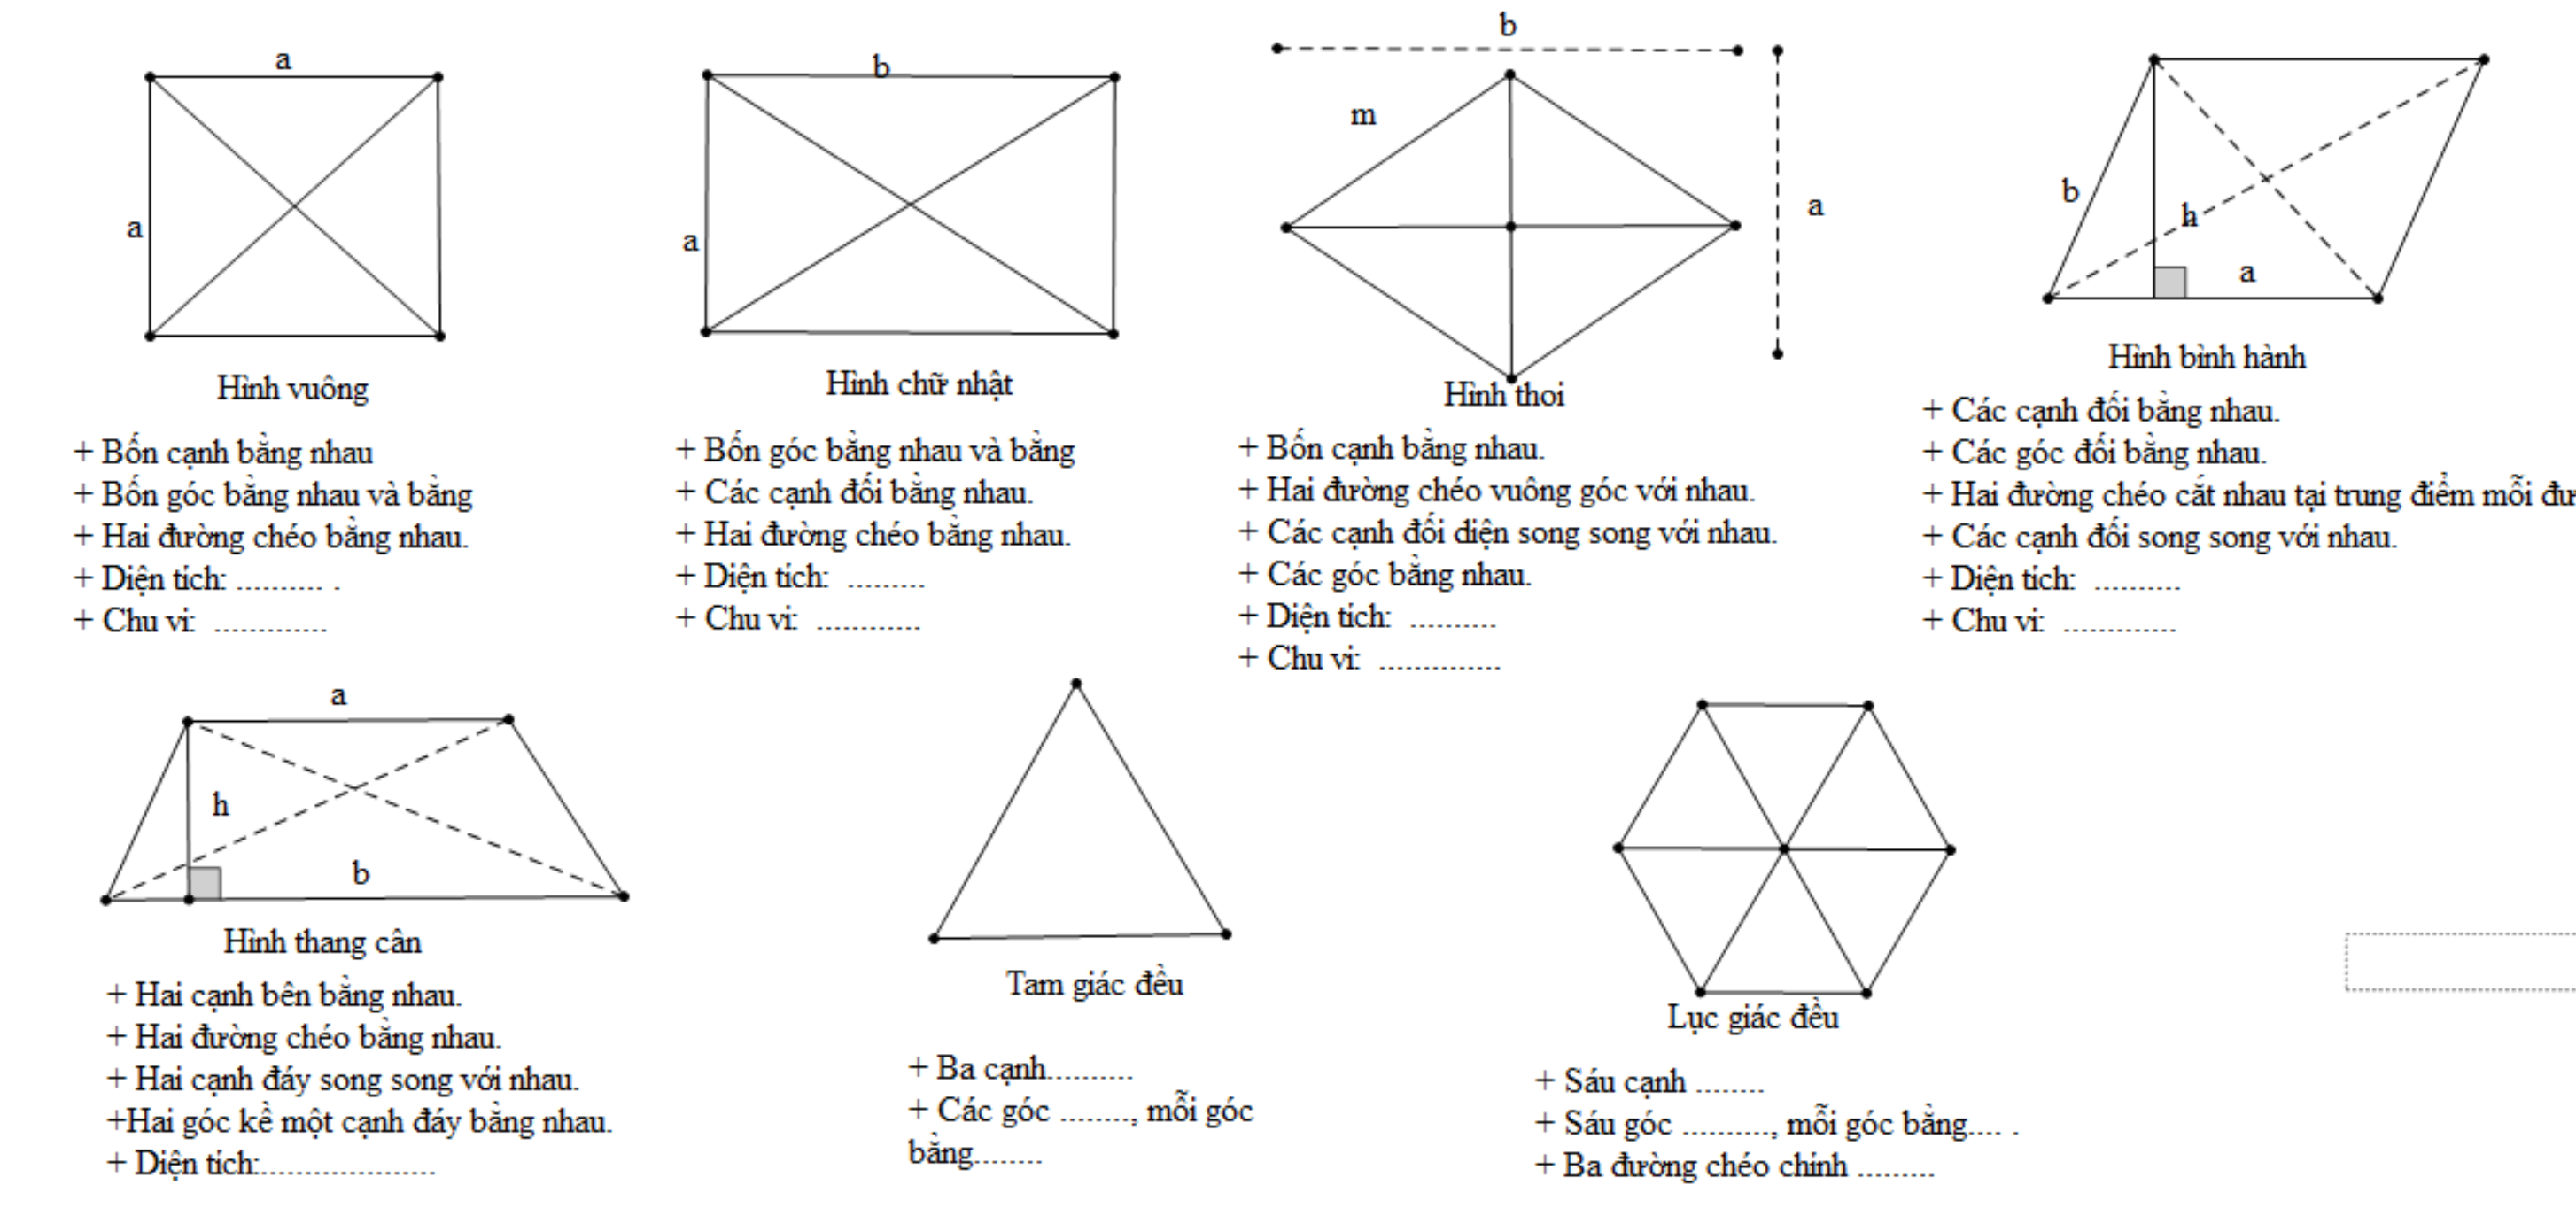 a
a
Hình vuông
+ Bốn cạnh bằng nhau
+ Bốn góc bằng nhau và bằng
+ Hai đường chéo bằng nhau.
+ Diện tích: .......... .
+ Chu vi: .............
b
a
Hình chữ nhật
+ Bốn góc bằng nhau và bằng
+ Các cạnh đối bằng nhau.
+ Hai đường chéo bằng nhau.
+ Diện tích: .........
+ Chu vi: ............
b
m
a
Hình thoi
+ Bốn cạnh bằng nhau.
+ Hai đường chéo vuông góc với nhau.
+ Các cạnh đối diện song song với nhau.
+ Các góc bằng nhau.
+ Diện tích: ..........
+ Chu vi: ..............
b
h
a
Hình bình hành
+ Các cạnh đối bằng nhau.
+ Các góc đối bằng nhau.
+ Hai đường chéo cắt nhau tại trung điểm mỗi
+ Các cạnh đối song song với nhau.
+ Diện tích: ..........
+ Chu vi: .............
a
h
b
Hình thang cân
+ Hai cạnh bên bằng nhau.
+ Hai đường chéo bằng nhau.
+ Hai cạnh đáy song song với nhau.
+Hai góc kề một cạnh đáy bằng nhau.
+ Diện tích:....................
Tam giác đều
+ Ba cạnh..........
+ Các góc ........, mỗi góc
bằng........
Lục giác đều
+ Sáu cạnh ........
+ Sáu góc .........., mỗi góc bằng.... .
+ Ba đường chéo chính .........